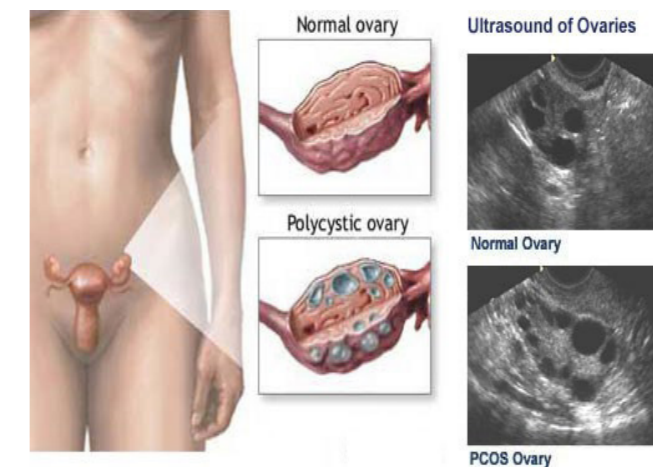 Normal ovary
Polycystic ovary
Ultrasound of Ovaries
Normal Ovary
PCOS Ovary